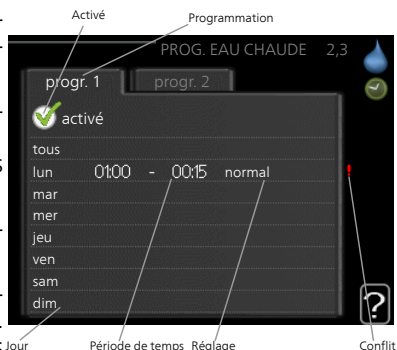 Activé
Programmation
PROG. EAU CHAUDE 2,3
progr. 1 progr. 2
activé
tous
lun 01:00 - 00:15 normal
mar
mer
jeu
ven
sam
dim.
!
?
Jour Période de temps Réglage Conflit